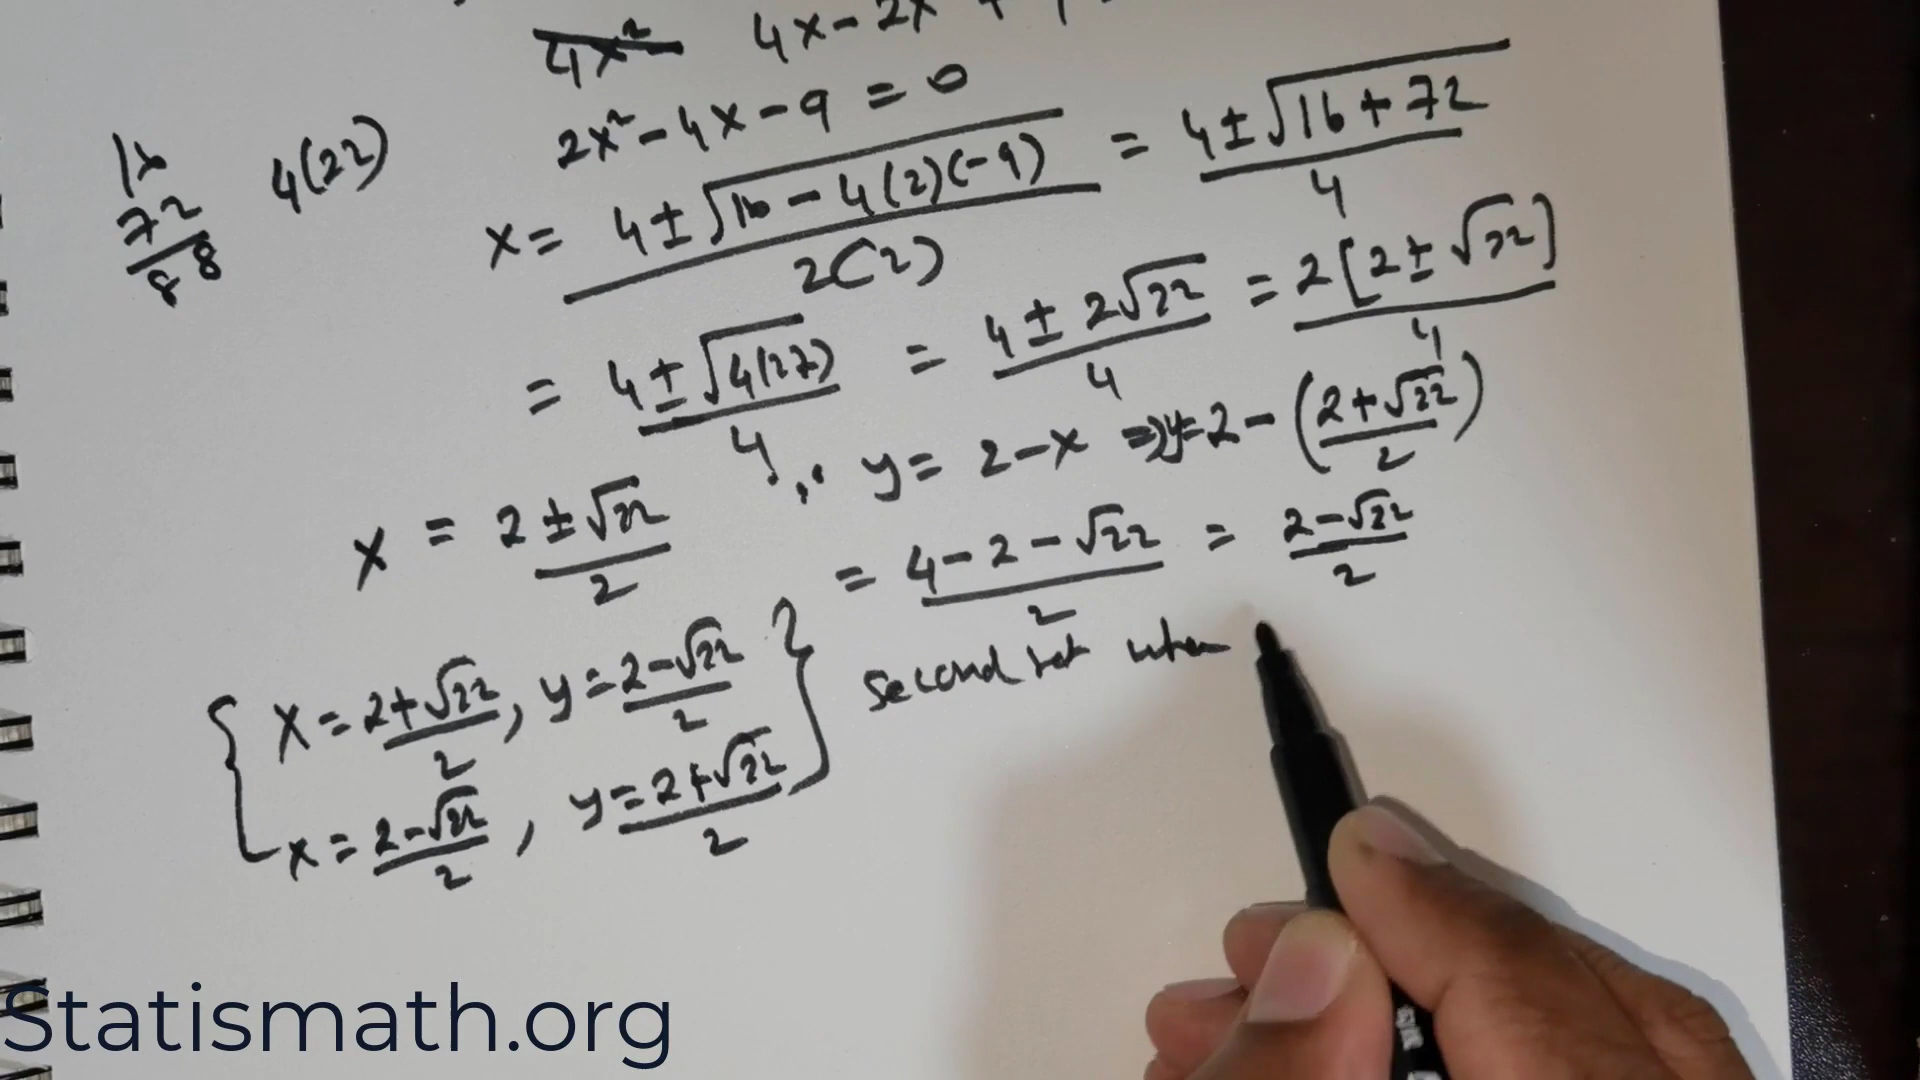 4x² 4x - 2x
2x² - 4x - 9 = 0
16
72
88
4(22)
x = 4 ± √16 - 4(2)(-9) / 2(2) = 4 ± √16 + 72 / 4
= 4 ± √4(22) / 4 = 4 ± 2√22 / 4 = 2[2 ± √22] / 4
x = 2 ± √22 / 2
∵ y = 2 - x ⇒ y = 2 - (2 + √22 / 2)
= 4 - 2 - √22 / 2 = 2 - √22 / 2
{ x = 2 + √22 / 2, y = 2 - √22 / 2 }
x = 2 - √22 / 2, y = 2 + √22 / 2
second set when
Statismath.org